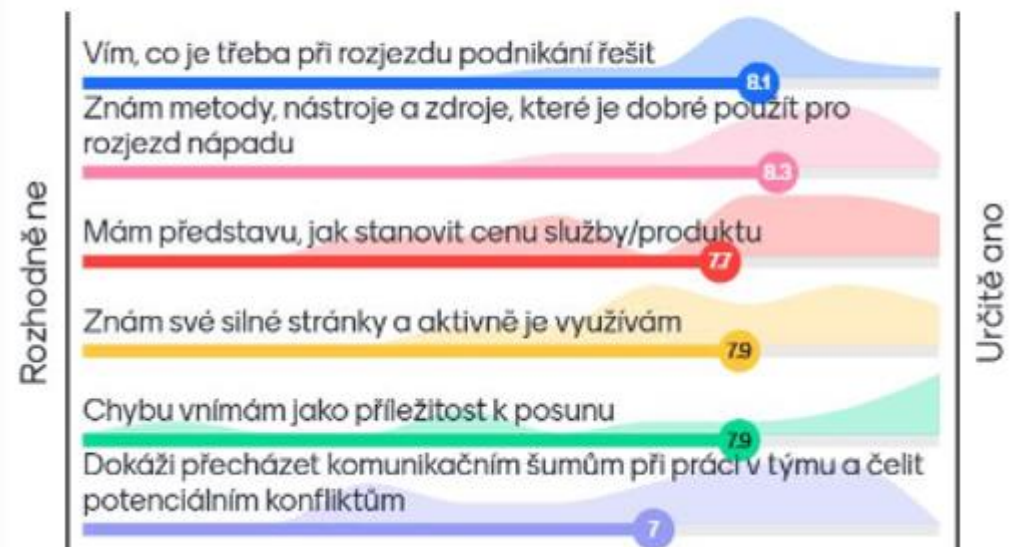 Rozhodně ne
Vím, co je třeba při rozjezdu podnikání řešit
8.1
Znám metody, nástroje a zdroje, které je dobré použít pro
rozjezd nápadu
8.3
Mám představu, jak stanovit cenu služby/produktu
7.7
Znám své silné stránky a aktivně je využívám
7.9
Chybu vnímám jako příležitost k posunu
7.9
Dokáži přecházet komunikačním šumům při práci v týmu a čelit
potenciálním konfliktům
7
Určitě ano